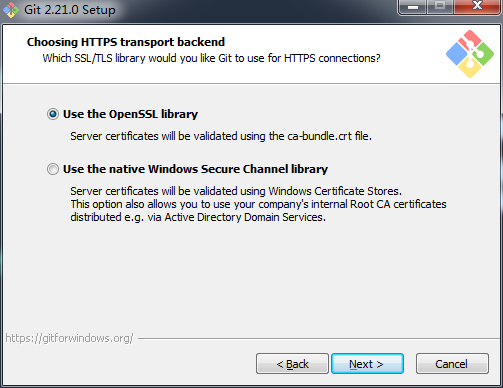 Git 2.21.0 Setup
Choosing HTTPS transport backend
Which SSL/TLS library would you like Git to use for HTTPS connections?
Use the OpenSSL library
Server certificates will be validated using the ca-bundle.crt file.
Use the native Windows Secure Channel library
Server certificates will be validated using Windows Certificate Stores.
This option also allows you to use your company's internal Root CA certificates
distributed e.g. via Active Directory Domain Services.
https://gitforwindows.org/
< Back
Next >
Cancel